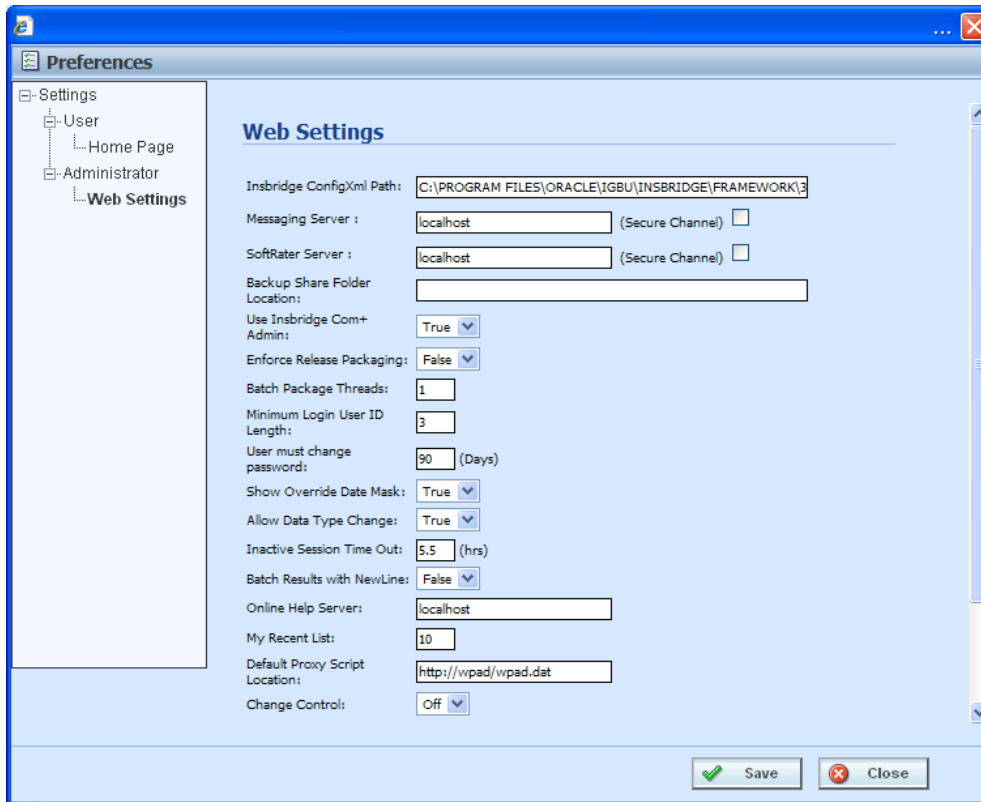 ...
Preferences
Settings
User
Home Page
Administrator
Web Settings
Web Settings
Insbridge ConfigXml Path: C:\PROGRAM FILES\ORACLE\IGBU\INSBRIDGE\FRAMEWORK\3
Messaging Server : localhost (Secure Channel)
SoftRater Server : localhost (Secure Channel)
Backup Share Folder
Location:
Use Insbridge Com+
Admin: True
Enforce Release Packaging: False
Batch Package Threads: 1
Minimum Login User ID
Length: 3
User must change
password: 90 (Days)
Show Override Date Mask: True
Allow Data Type Change: True
Inactive Session Time Out: 5.5 (hrs)
Batch Results with NewLine: False
Online Help Server: localhost
My Recent List: 10
Default Proxy Script
Location: http://wpad/wpad.dat
Change Control: Off
Save Close